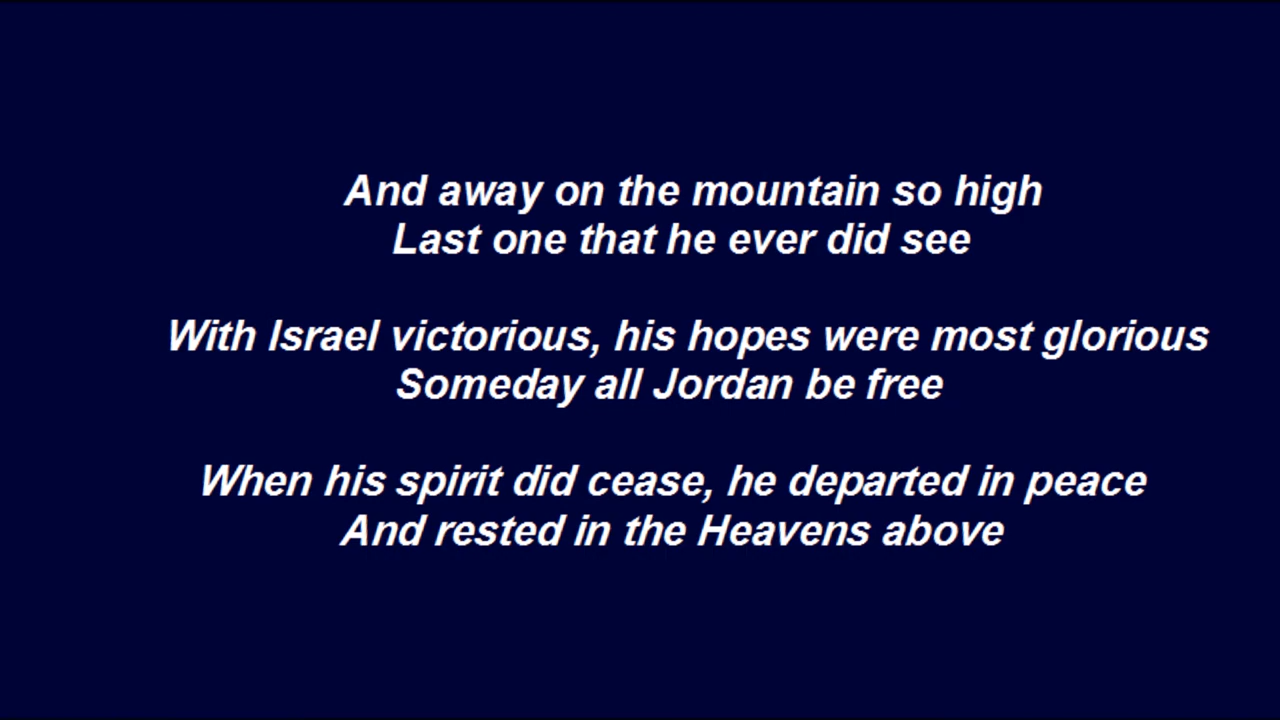 And away on the mountain so high
Last one that he ever did see
With Israel victorious, his hopes were most glorious
Someday all Jordan be free
When his spirit did cease, he departed in peace
And rested in the Heavens above